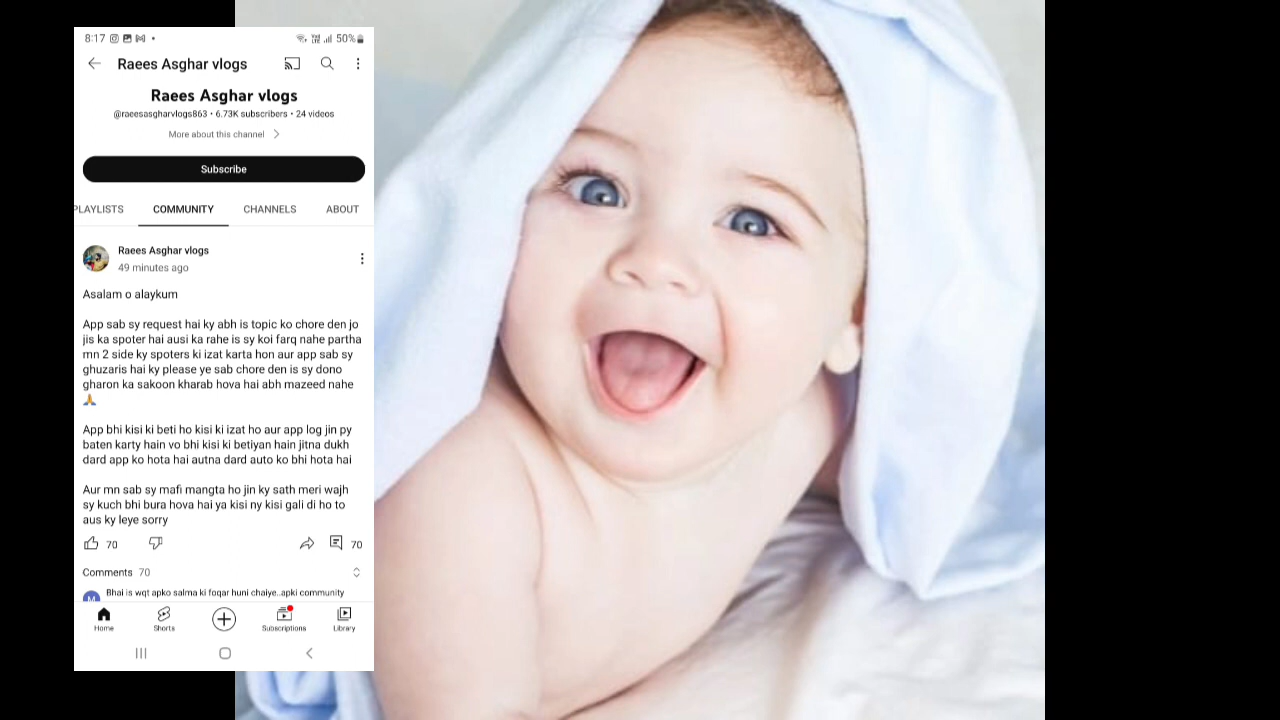 8:17 50%
Raees Asghar vlogs
Raees Asghar vlogs
@raeesasgharvlogs863 • 6.73K subscribers • 24 videos
More about this channel
Subscribe
PLAYLISTS COMMUNITY CHANNELS ABOUT
Raees Asghar vlogs
49 minutes ago
Asalam o alaykum
App sab sy request hai ky abh is topic ko chore den jo
jis ka spoter hai ausi ka rahe is sy koi farq nahe partha
mn 2 side ky spoters ki izat karta hon aur app sab sy
ghuzaris hai ky please ye sab chore den is sy dono
gharon ka sakoon kharab hova hai abh mazeed nahe
🙏
App bhi kisi ki beti ho kisi ki izat ho aur app log jin py
baten karty hain vo bhi kisi ki betiyan hain jitna dukh
dard app ko hota hai autna dard auto ko bhi hota hai
Aur mn sab sy mafi mangta ho jin ky sath meri wajh
sy kuch bhi bura hova hai ya kisi ny kisi gali di ho to
aus ky leye sorry
70 70
Comments 70
M Bhai is wqt apko salma ki foqar huni chaiye..apki community
Home Shorts Subscriptions Library